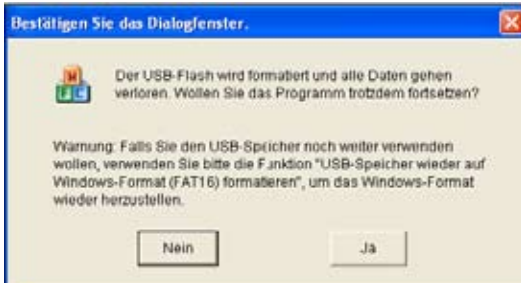 Bestätigen Sie das Dialogfenster.
Der USB-Flash wird formatiert und alle Daten gehen
verloren. Wollen Sie das Programm trotzdem fortsetzen?
Warnung: Falls Sie den USB-Speicher noch weiter verwenden
wollen, verwenden Sie bitte die Funktion "USB-Speicher wieder auf
Windows-Format (FAT16) formatieren", um das Windows-Format
wieder herzustellen.
Nein
Ja